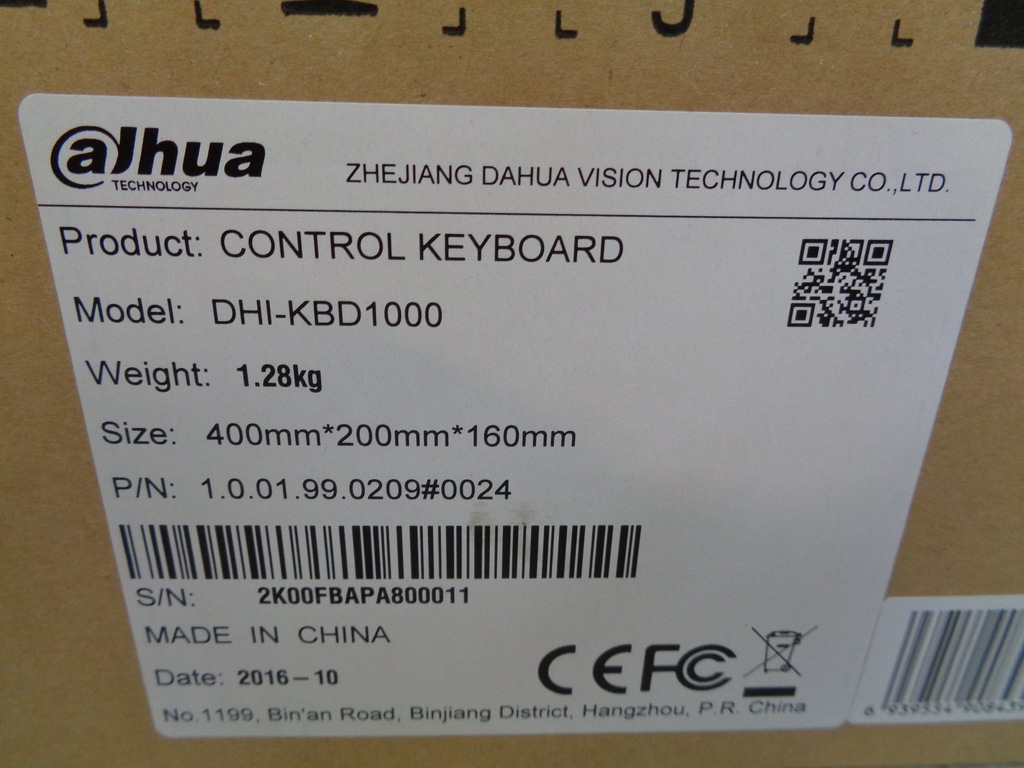 alhua
TECHNOLOGY
ZHEJIANG DAHUA VISION TECHNOLOGY CO.,LTD.
Product: CONTROL KEYBOARD
Model: DHI-KBD1000
Weight: 1.28kg
Size: 400mm*200mm*160mm
P/N: 1.0.01.99.0209#0024
S/N: 2K00FBAPA800011
MADE IN CHINA
Date: 2016-10
CE FC
No.1199, Bin'an Road, Binjiang District, Hangzhou, P.R. China